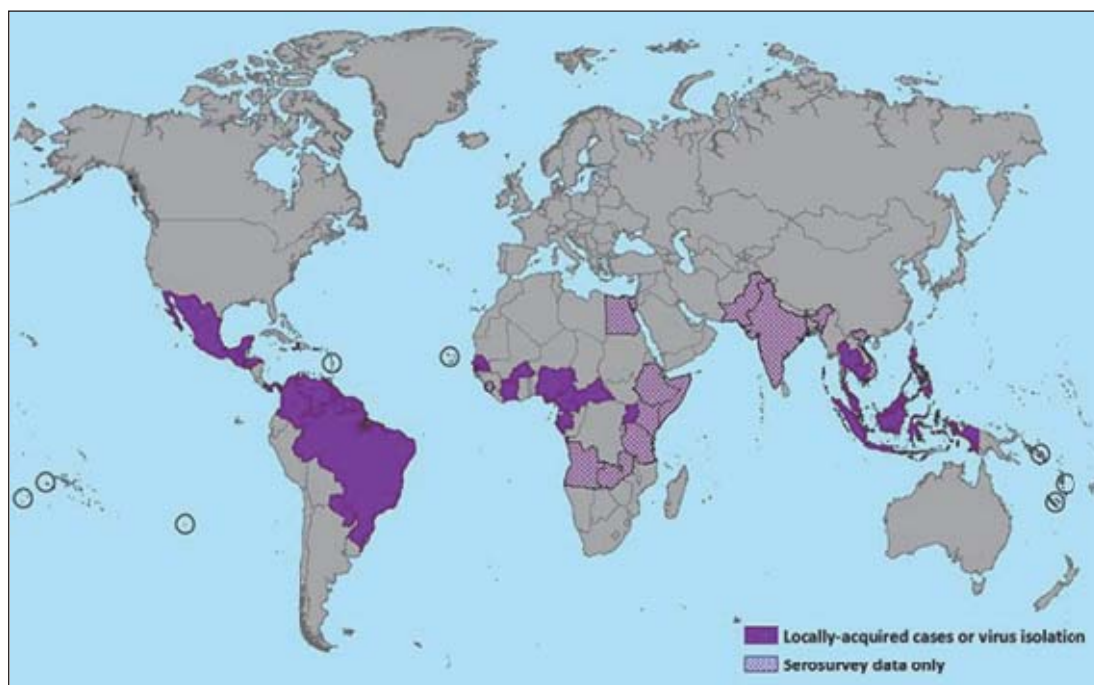 Locally-acquired cases or virus isolation
Serosurvey data only